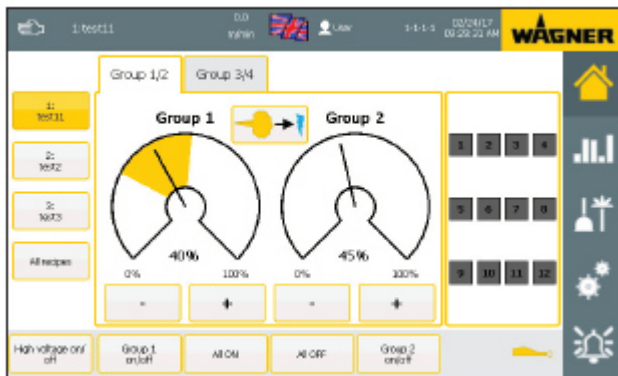 1:test11
0.0
m/min
User
1-1-1-1
02/24/17
09:29:31 AM
WAGNER
Group 1/2
Group 3/4
1:
test11
2:
test2
3:
test3
All recipes
Group 1
Group 2
40%
45%
0%
100%
0%
100%
-
+
-
+
1 2 3 4
5 6 7 8
9 10 11 12
High voltage on/
off
Group 1
on/off
All ON
All OFF
Group 2
on/off